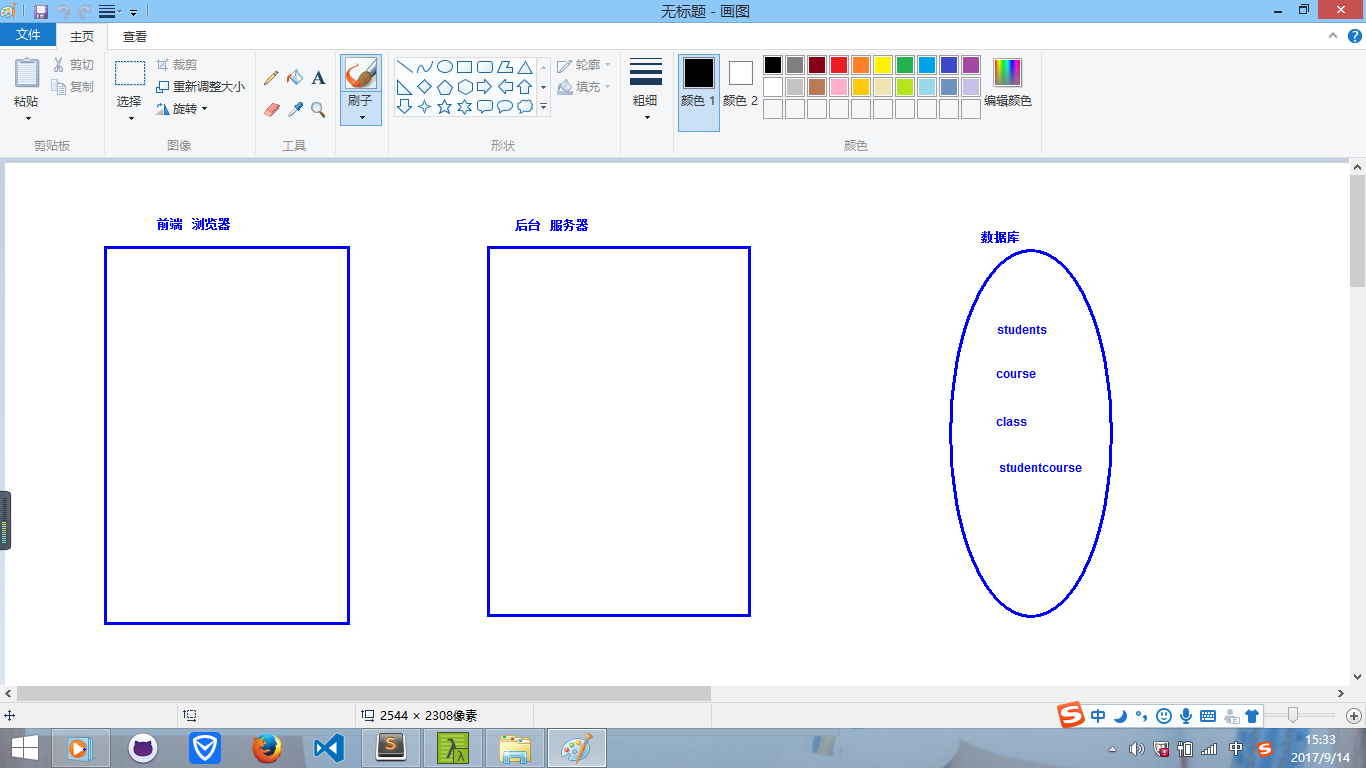 无标题 - 画图
文件 主页 查看
粘贴 剪切 复制
选择 裁剪 重新调整大小 旋转
A
刷子
轮廓 填充
粗细
颜色 1 颜色 2
编辑颜色
剪贴板 图像 工具 形状 颜色
前端 浏览器
后台 服务器
数据库
students
course
class
studentcourse
2544 × 2308像素
中
中
15:33
2017/9/14